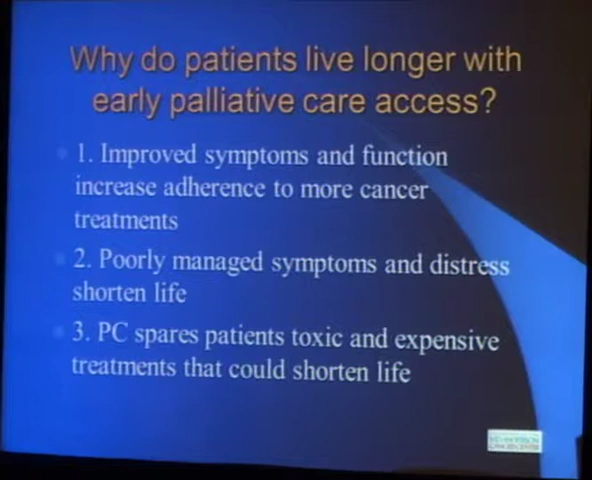 Why do patients live longer with
early palliative care access?
1. Improved symptoms and function
increase adherence to more cancer
treatments
2. Poorly managed symptoms and distress
shorten life
3. PC spares patients toxic and expensive
treatments that could shorten life